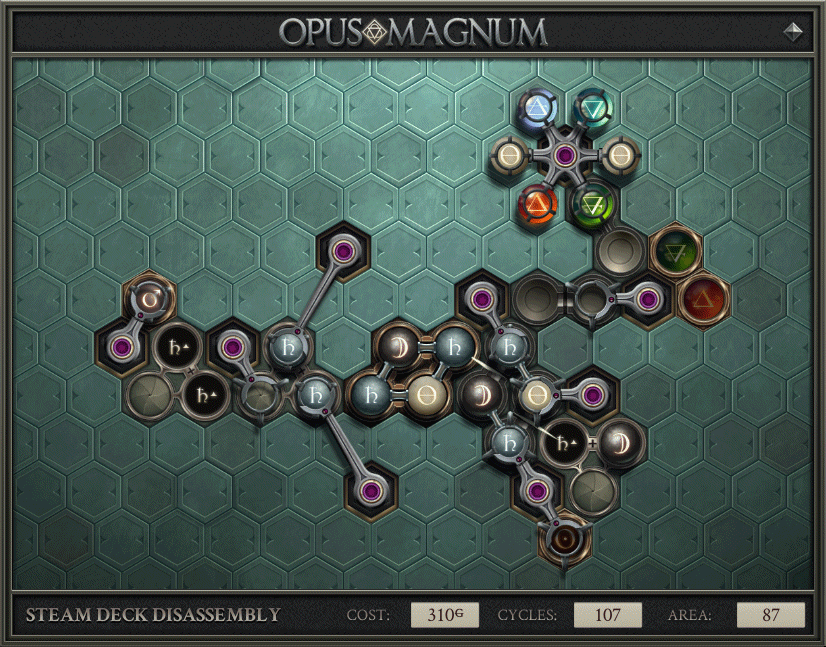 OPUS MAGNUM
STEAM DECK DISASSEMBLY COST: 310G CYCLES: 107 AREA: 87